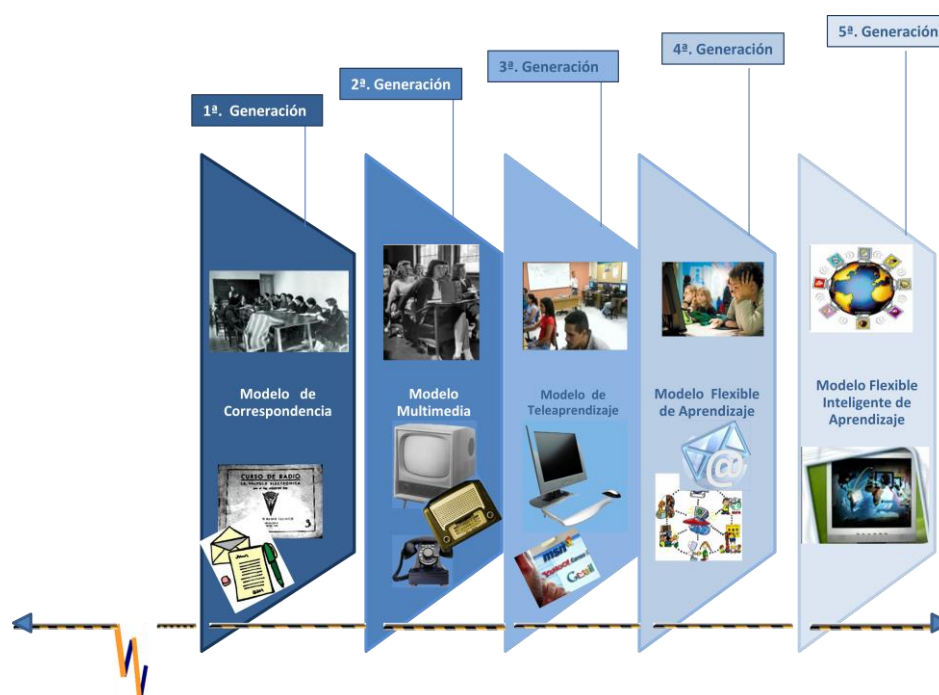 1ª. Generación
2ª. Generación
3ª. Generación
4ª. Generación
5ª. Generación
Modelo de
Correspondencia
Modelo
Multimedia
Modelo de
Teleaprendizaje
Modelo Flexible
de Aprendizaje
Modelo Flexible
Inteligente de
Aprendizaje
CURSO DE RADIO
3
msn
Gmail
@